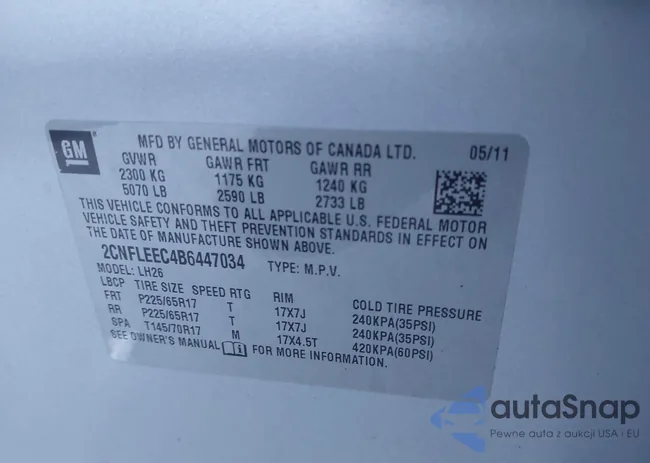 GM
MFD BY GENERAL MOTORS OF CANADA LTD. 05/11
GVWR GAWR FRT GAWR RR
2300 KG 1175 KG 1240 KG
5070 LB 2590 LB 2733 LB
THIS VEHICLE CONFORMS TO ALL APPLICABLE U.S. FEDERAL MOTOR
VEHICLE SAFETY AND THEFT PREVENTION STANDARDS IN EFFECT ON
THE DATE OF MANUFACTURE SHOWN ABOVE.
2CNFLEEC4B6447034 TYPE: M.P.V.
MODEL: LH26
LBCP TIRE SIZE SPEED RTG RIM COLD TIRE PRESSURE
FRT P225/65R17 T 17X7J 240KPA(35PSI)
RR P225/65R17 T 17X7J 240KPA(35PSI)
SPA T145/70R17 M 17X4.5T 420KPA(60PSI)
SEE OWNER'S MANUAL FOR MORE INFORMATION.
autaSnap
Pewne auta z aukcji USA i EU